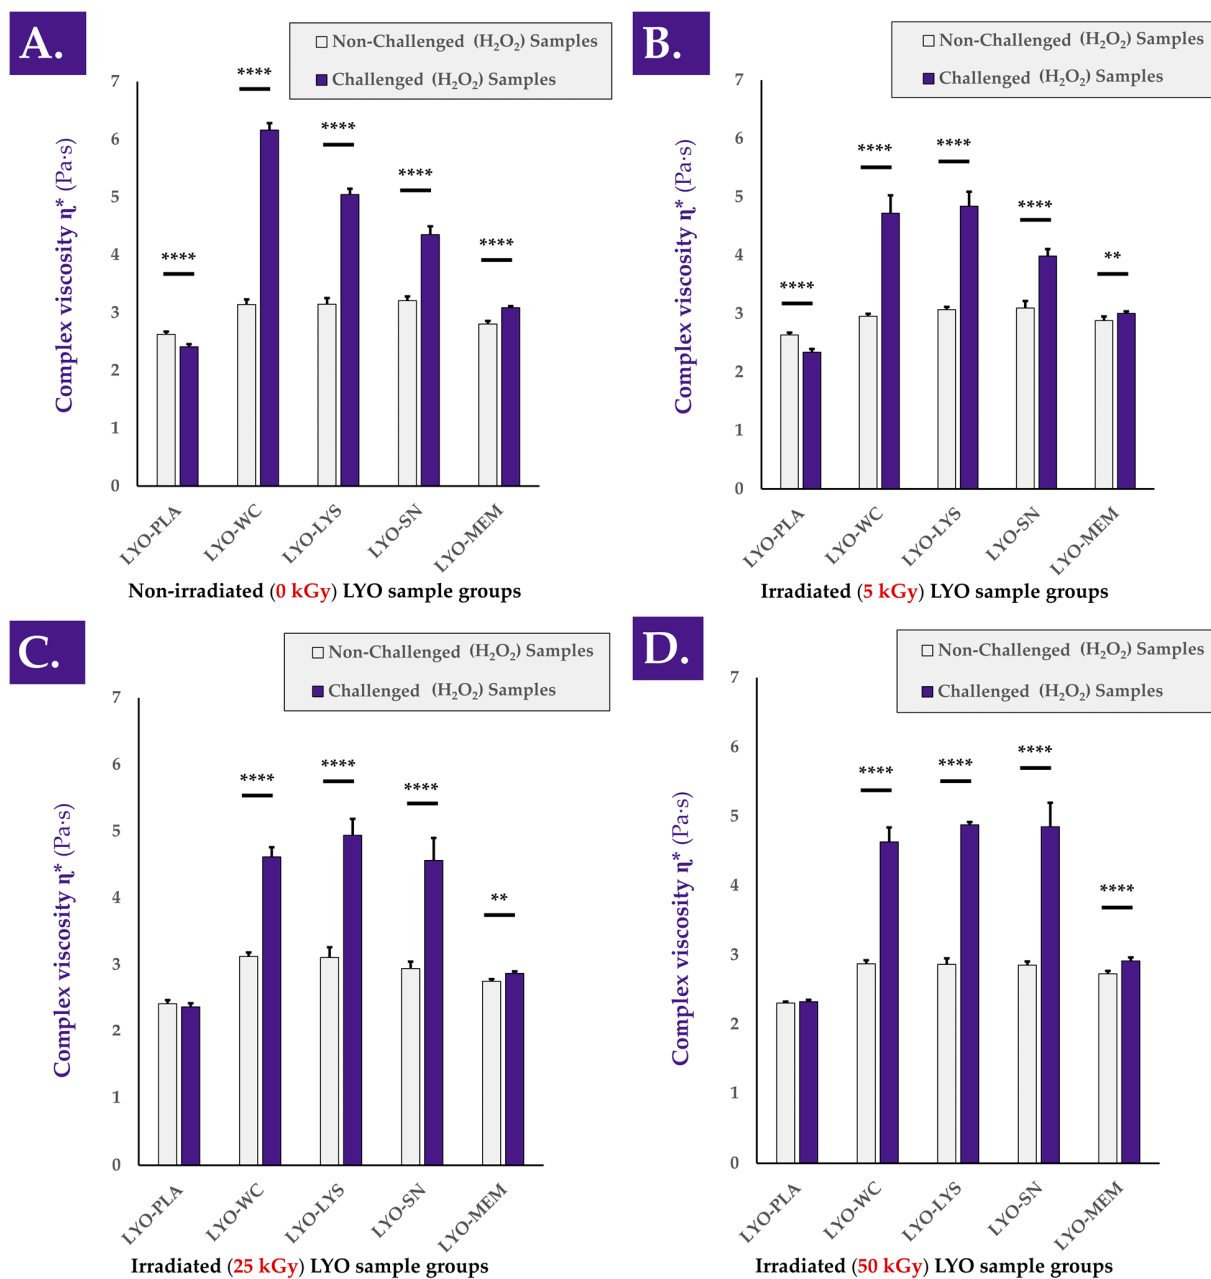 A.
Non-Challenged (H₂O₂) Samples
Challenged (H₂O₂) Samples
Complex viscosity η* (Pa·s)
7
6
5
4
3
2
1
0
****
****
****
****
****
LYO-PLA
LYO-WC
LYO-LYS
LYO-SN
LYO-MEM
Non-irradiated (0 kGy) LYO sample groups
B.
Non-Challenged (H₂O₂) Samples
Challenged (H₂O₂) Samples
Complex viscosity η* (Pa·s)
7
6
5
4
3
2
1
0
****
****
****
****
**
LYO-PLA
LYO-WC
LYO-LYS
LYO-SN
LYO-MEM
Irradiated (5 kGy) LYO sample groups
C.
Non-Challenged (H₂O₂) Samples
Challenged (H₂O₂) Samples
Complex viscosity η* (Pa·s)
7
6
5
4
3
2
1
0
****
****
****
**
LYO-PLA
LYO-WC
LYO-LYS
LYO-SN
LYO-MEM
Irradiated (25 kGy) LYO sample groups
D.
Non-Challenged (H₂O₂) Samples
Challenged (H₂O₂) Samples
Complex viscosity η* (Pa·s)
7
6
5
4
3
2
1
0
****
****
****
****
LYO-PLA
LYO-WC
LYO-LYS
LYO-SN
LYO-MEM
Irradiated (50 kGy) LYO sample groups